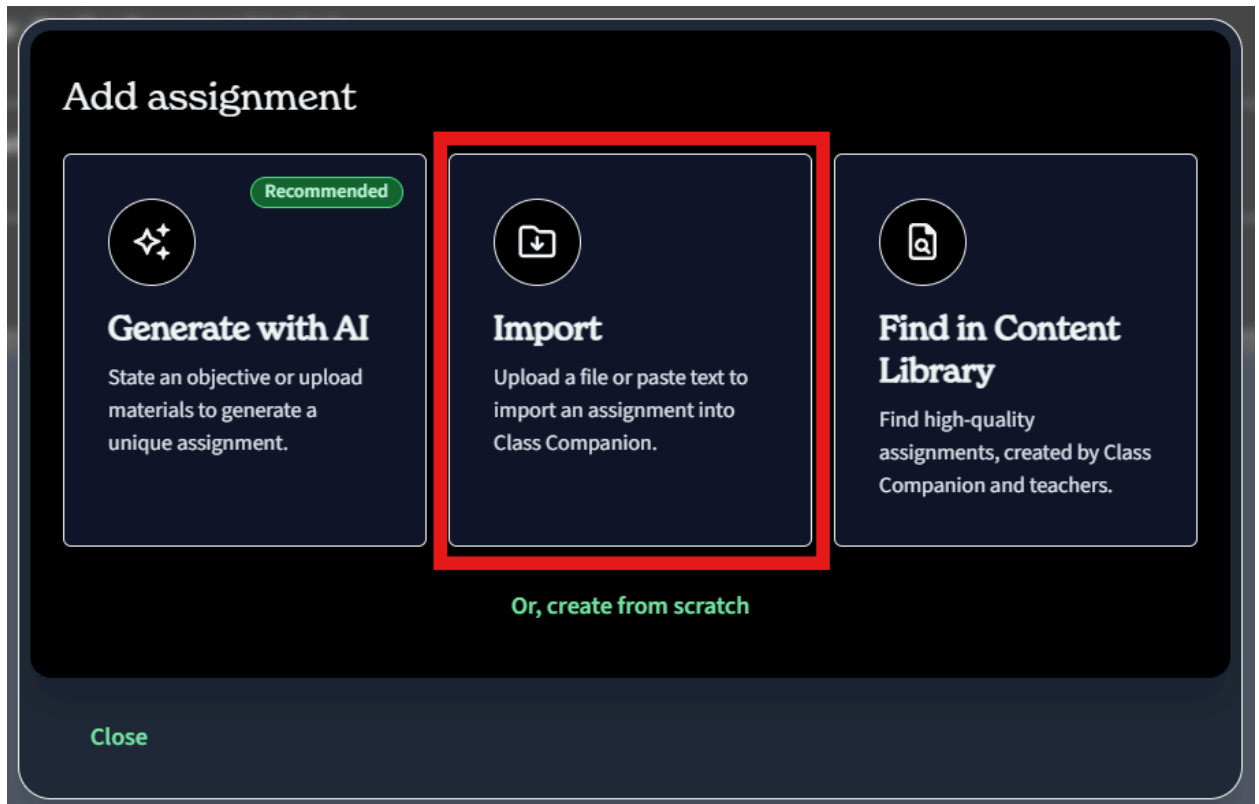 Add assignment
Recommended
Generate with AI
State an objective or upload
materials to generate a
unique assignment.
Import
Upload a file or paste text to
import an assignment into
Class Companion.
Find in Content
Library
Find high-quality
assignments, created by Class
Companion and teachers.
Or, create from scratch
Close